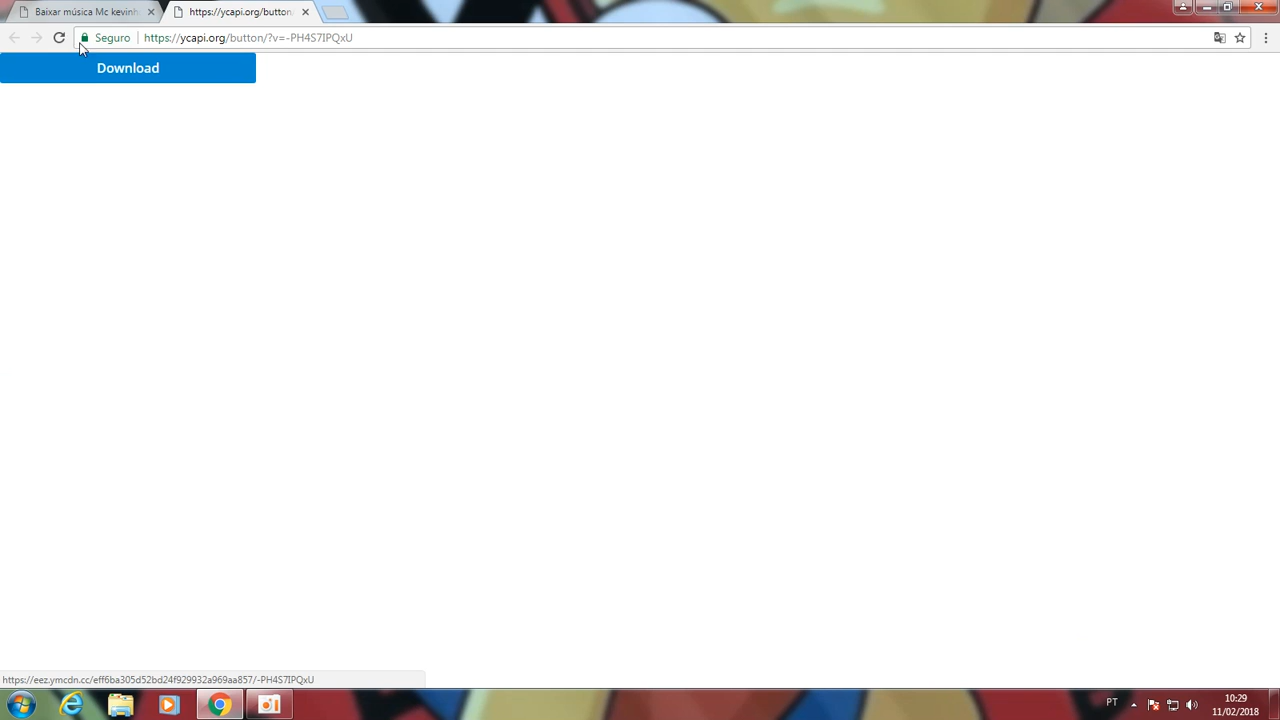 Baixar música Mc kevinh
https://ycapi.org/button/
Seguro
https://ycapi.org/button/?v=-PH4S7IPQxU
Download
https://eez.ymcdn.cc/eff6ba305d52bd24f929932a969aa857/-PH4S7IPQxU
PT
10:29
11/02/2018